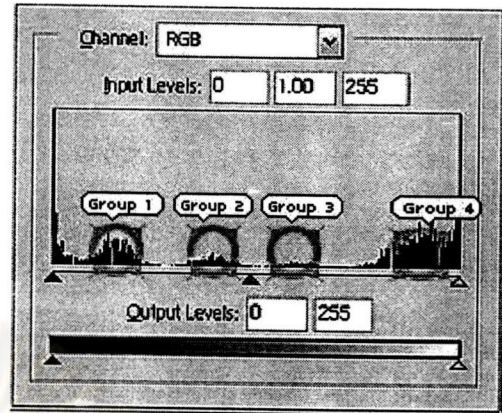 Channel: RGB
Input Levels: 0 1.00 255
Group 1 Group 2 Group 3 Group 4
Output Levels: 0 255